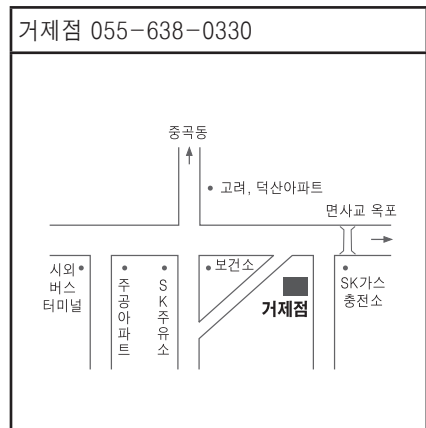 거제점 055-638-0330
중곡동
고려, 덕산아파트
면사교 옥포
시외
버스
터미널
주공아파트
SK주유소
보건소
거제점
SK가스
충전소